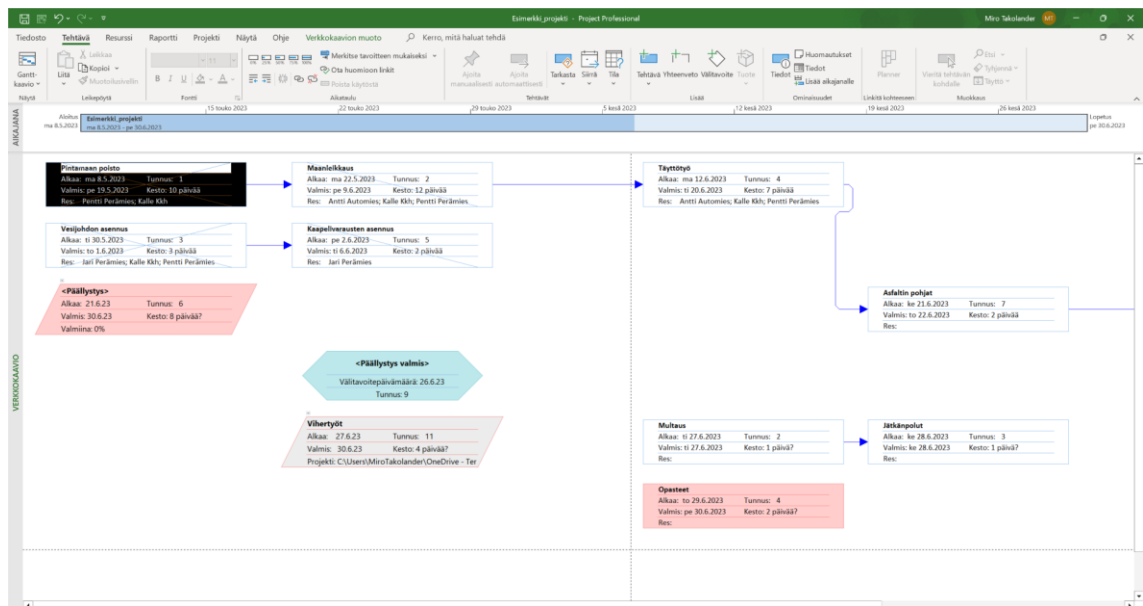 Esimerkki_projekti - Project Professional
Miro Takolander
MT
Tiedosto Tehtävä Resurssi Raportti Projekti Näytä Ohje Verkkokaavion muoto Kerro, mitä haluat tehdä
Gantt-kaavio
Liitä
Leikkaa
Kopioi
Muotoilusivellin
11
B I U A
Merkitse tavoitteen mukaiseksi
Ota huomioon linkit
Poista käytöstä
Ajoita manuaalisesti
Ajoita automaattisesti
Tarkasta Siirrä Tila
Tehtävä Yhteenveto Välitavoite Tuote
Tiedot
Huomautukset
Tiedot
Lisää aikajanalle
Planner
Vieritä tehtävän kohdalle
Etsi
Tyhjennä
Täyttö
Näytä Leikepöytä Fontti Aikataulu Tehtävät Lisää Ominaisuudet Linkitä kohteeseen Muokkaus
AIKAJANA
15 touko 2023 22 touko 2023 29 touko 2023 5 kesä 2023 12 kesä 2023 19 kesä 2023 26 kesä 2023
Aloitus
ma 8.5.2023
Esimerkki_projekti
ma 8.5.2023 - pe 30.6.2023
Lopetus
pe 30.6.2023
VERKKOKAAVIO
Pintamaan poisto
Alkaa: ma 8.5.2023 Tunnus: 1
Valmis: pe 19.5.2023 Kesto: 10 päivää
Res: Pentti Perämies; Kalle Kkh
Maanleikkaus
Alkaa: ma 22.5.2023 Tunnus: 2
Valmis: pe 9.6.2023 Kesto: 12 päivää
Res: Antti Automies; Kalle Kkh; Pentti Perämies
Täyttötyö
Alkaa: ma 12.6.2023 Tunnus: 4
Valmis: ti 20.6.2023 Kesto: 7 päivää
Res: Antti Automies; Kalle Kkh; Pentti Perämies
Vesijohdon asennus
Alkaa: ti 30.5.2023 Tunnus: 3
Valmis: to 1.6.2023 Kesto: 3 päivää
Res: Jari Perämies; Kalle Kkh; Pentti Perämies
Kaapelivarausten asennus
Alkaa: pe 2.6.2023 Tunnus: 5
Valmis: ti 6.6.2023 Kesto: 2 päivää
Res: Jari Perämies
<Päällystys>
Alkaa: 21.6.23 Tunnus: 6
Valmis: 30.6.23 Kesto: 8 päivää?
Valmiina: 0%
Asfaltin pohjat
Alkaa: ke 21.6.2023 Tunnus: 7
Valmis: to 22.6.2023 Kesto: 2 päivää
Res:
<Päällystys valmis>
Välitavoitepäivämäärä: 26.6.23
Tunnus: 9
Vihertyöt
Alkaa: 27.6.23 Tunnus: 11
Valmis: 30.6.23 Kesto: 4 päivää?
Projekti: C:\Users\MiroTakolander\OneDrive - Ter
Multaus
Alkaa: ti 27.6.2023 Tunnus: 2
Valmis: ti 27.6.2023 Kesto: 1 päivä?
Res:
Jätkänpolut
Alkaa: ke 28.6.2023 Tunnus: 3
Valmis: ke 28.6.2023 Kesto: 1 päivä?
Res:
Opasteet
Alkaa: to 29.6.2023 Tunnus: 4
Valmis: pe 30.6.2023 Kesto: 2 päivää?
Res: